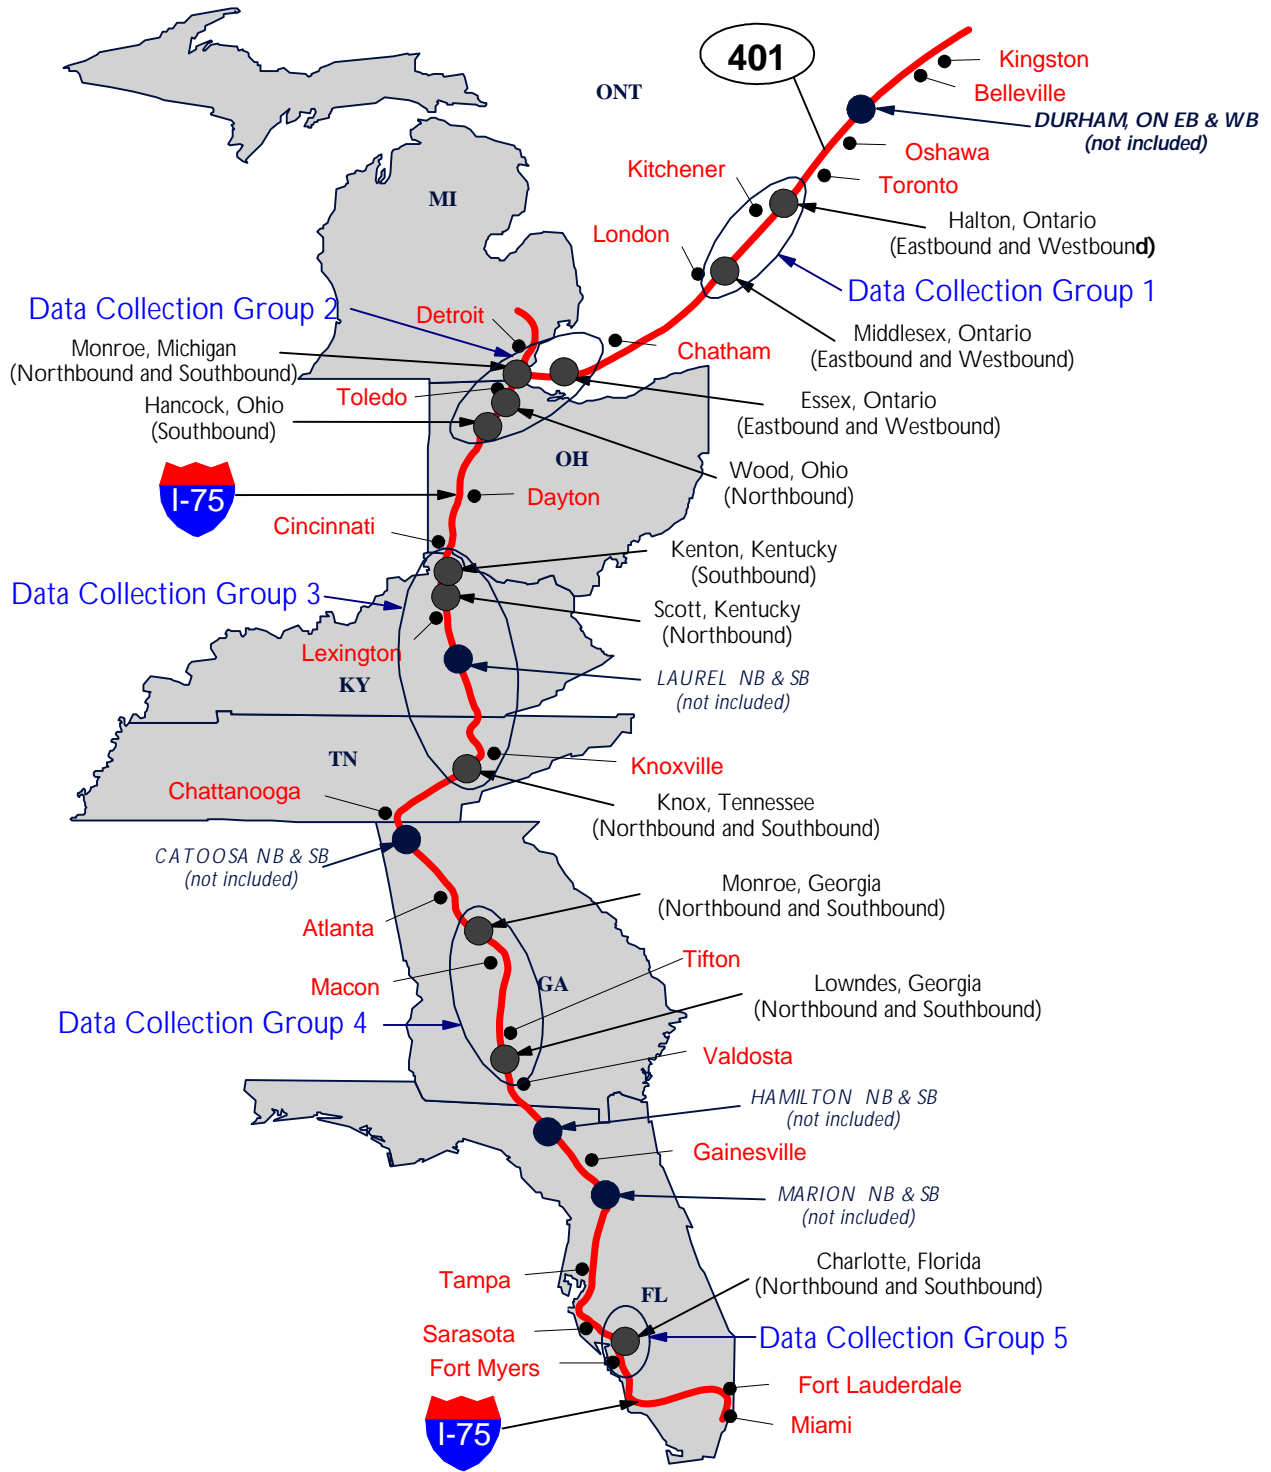 401
Kingston
ONT
Belleville
DURHAM, ON EB & WB
(not included)
Oshawa
Kitchener
Toronto
MI
Halton, Ontario
(Eastbound and Westbound)
London
Data Collection Group 1
Data Collection Group 2
Detroit
Middlesex, Ontario
(Eastbound and Westbound)
Monroe, Michigan
(Northbound and Southbound)
Chatham
Toledo
Hancock, Ohio
(Southbound)
Essex, Ontario
(Eastbound and Westbound)
OH
Wood, Ohio
(Northbound)
I-75
Dayton
Cincinnati
Kenton, Kentucky
(Southbound)
Data Collection Group 3
Scott, Kentucky
(Northbound)
Lexington
LAUREL NB & SB
(not included)
KY
TN
Knoxville
Chattanooga
Knox, Tennessee
(Northbound and Southbound)
CATOOSA NB & SB
(not included)
Monroe, Georgia
(Northbound and Southbound)
Atlanta
Tifton
Macon
GA
Lowndes, Georgia
(Northbound and Southbound)
Data Collection Group 4
Valdosta
HAMILTON NB & SB
(not included)
Gainesville
MARION NB & SB
(not included)
Charlotte, Florida
(Northbound and Southbound)
Tampa
FL
Sarasota
Data Collection Group 5
Fort Myers
Fort Lauderdale
Miami
I-75